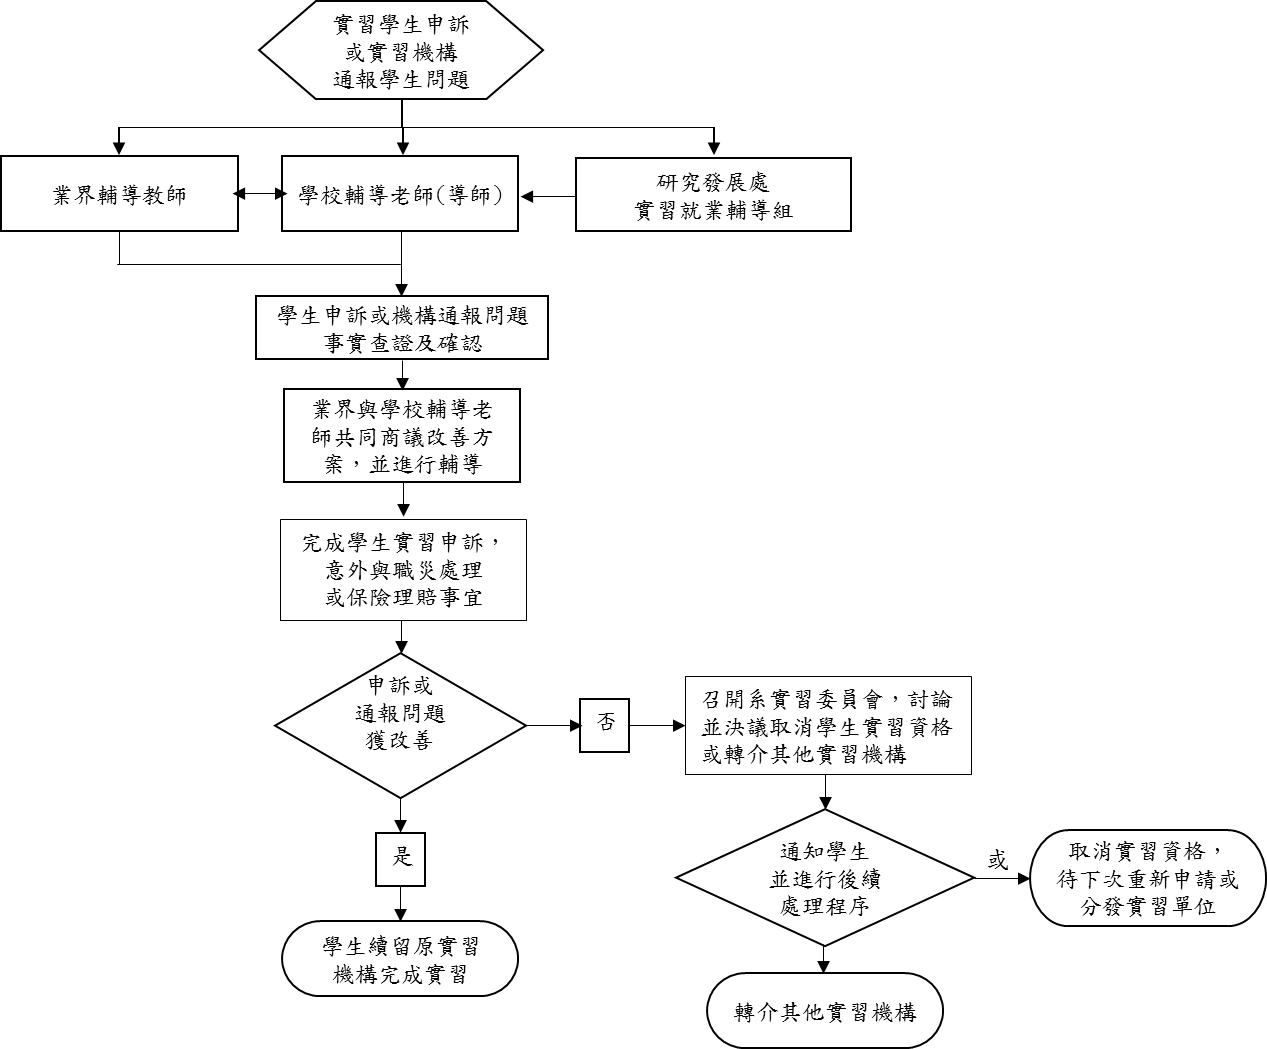 實習學生申訴
或實習機構
通報學生問題
業界輔導教師
學校輔導老師(導師)
研究發展處
實習就業輔導組
學生申訴或機構通報問題
事實查證及確認
業界與學校輔導老
師共同商議改善方
案，並進行輔導
完成學生實習申訴，
意外與職災處理
或保險理賠事宜
申訴或
通報問題
獲改善
否
召開系實習委員會，討論
並決議取消學生實習資格
或轉介其他實習機構
是
通知學生
並進行後續
處理程序
或
取消實習資格，
待下次重新申請或
分發實習單位
學生續留原實習
機構完成實習
轉介其他實習機構